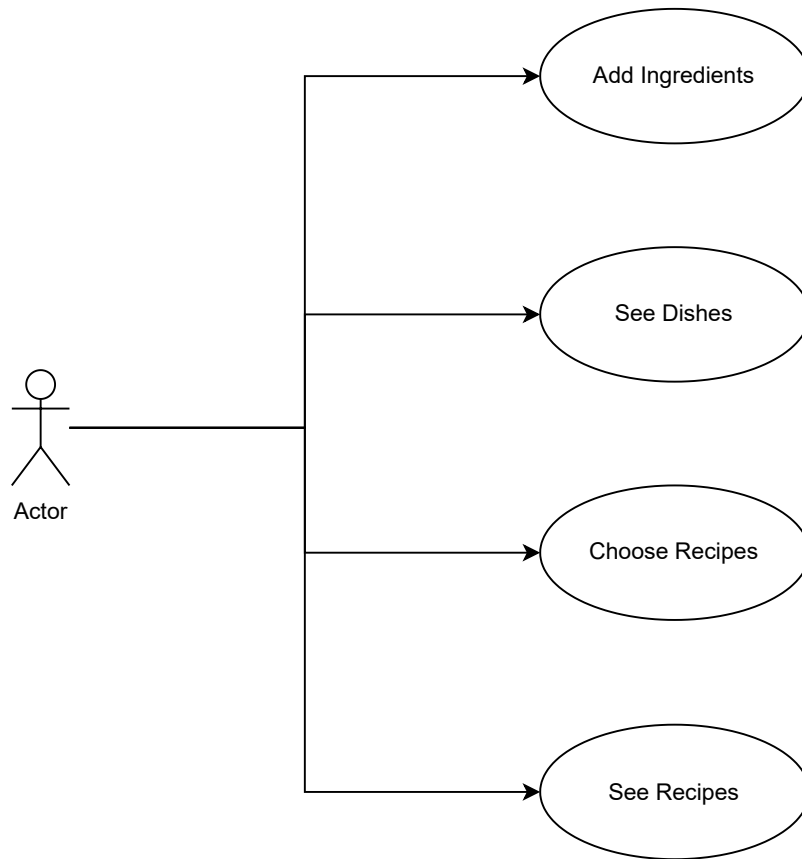 Add Ingredients
See Dishes
Actor
Choose Recipes
See Recipes